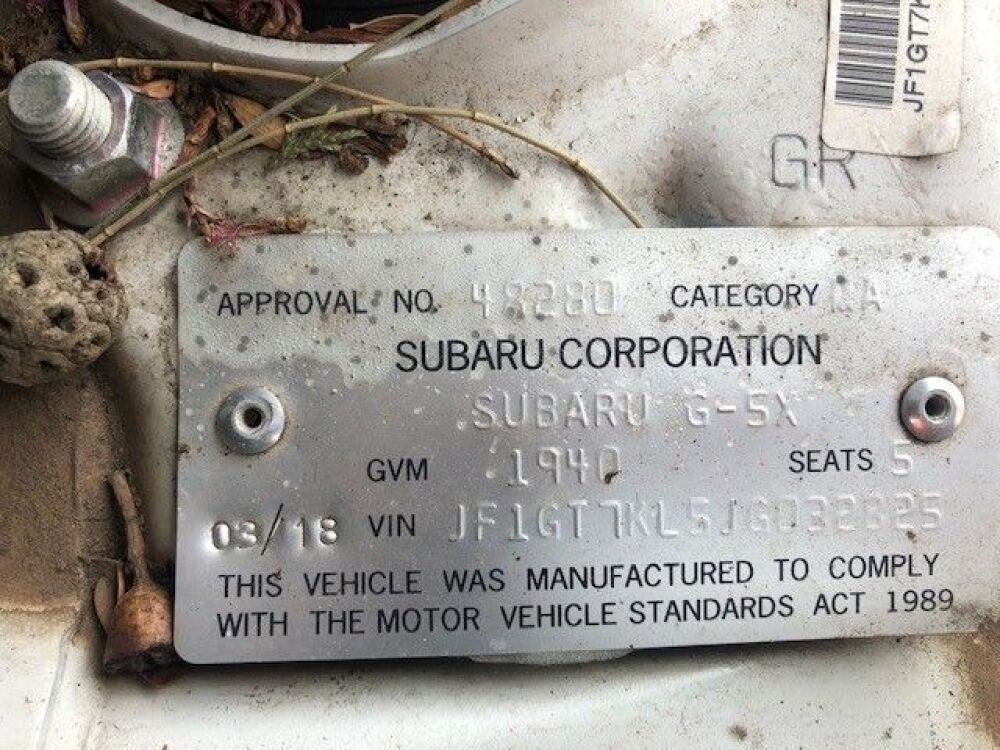 JF1GT7K
GR
APPROVAL NO. 48280 CATEGORY MA
SUBARU CORPORATION
SUBARU G-5X
GVM 1940 SEATS 5
03/18 VIN JF1GT7KL5JG032825
THIS VEHICLE WAS MANUFACTURED TO COMPLY
WITH THE MOTOR VEHICLE STANDARDS ACT 1989